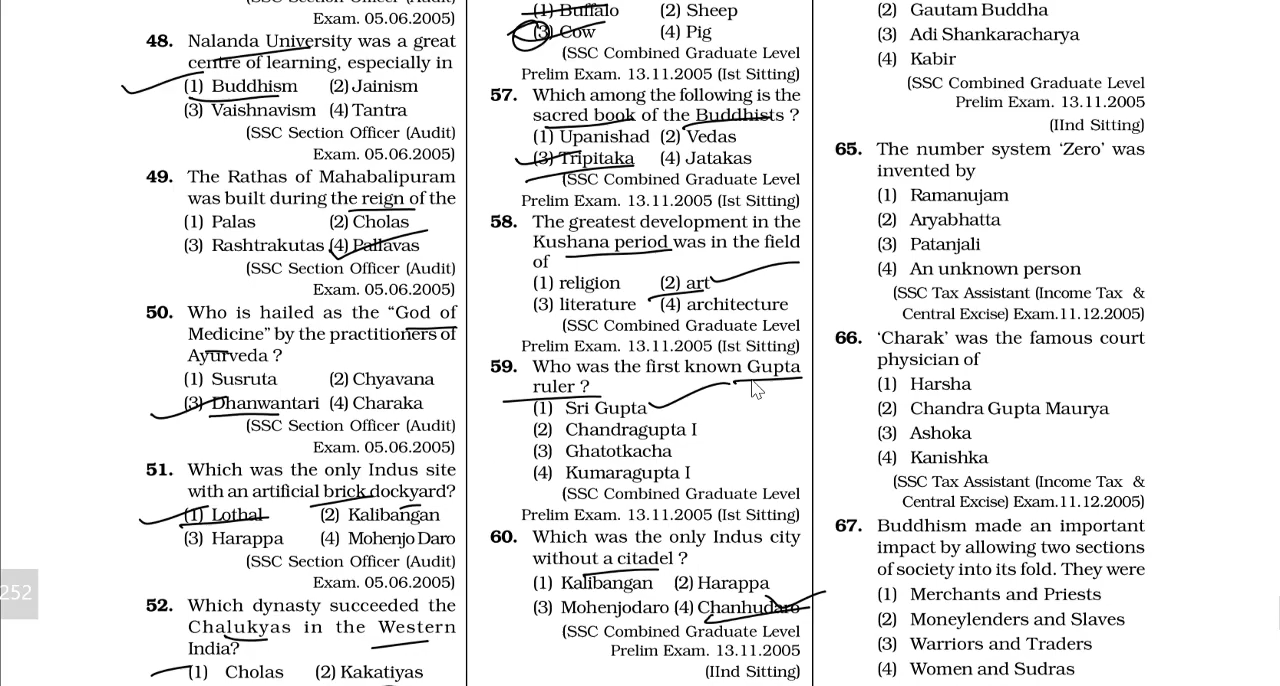 (SSC Section Officer (Audit)
Exam. 05.06.2005)
48. Nalanda University was a great
centre of learning, especially in
(1) Buddhism (2) Jainism
(3) Vaishnavism (4) Tantra
(SSC Section Officer (Audit)
Exam. 05.06.2005)
49. The Rathas of Mahabalipuram
was built during the reign of the
(1) Palas (2) Cholas
(3) Rashtrakutas (4) Pallavas
(SSC Section Officer (Audit)
Exam. 05.06.2005)
50. Who is hailed as the “God of
Medicine” by the practitioners of
Ayurveda ?
(1) Susruta (2) Chyavana
(3) Dhanwantari (4) Charaka
(SSC Section Officer (Audit)
Exam. 05.06.2005)
51. Which was the only Indus site
with an artificial brick dockyard?
(1) Lothal (2) Kalibangan
(3) Harappa (4) Mohenjo Daro
(SSC Section Officer (Audit)
Exam. 05.06.2005)
252
52. Which dynasty succeeded the
Chalukyas in the Western
India?
(1) Cholas (2) Kakatiyas
(1) Buffalo (2) Sheep
(3) Cow (4) Pig
(SSC Combined Graduate Level
Prelim Exam. 13.11.2005 (Ist Sitting)
57. Which among the following is the
sacred book of the Buddhists ?
(1) Upanishad (2) Vedas
(3) Tripitaka (4) Jatakas
(SSC Combined Graduate Level
Prelim Exam. 13.11.2005 (Ist Sitting)
58. The greatest development in the
Kushana period was in the field
of
(1) religion (2) art
(3) literature (4) architecture
(SSC Combined Graduate Level
Prelim Exam. 13.11.2005 (Ist Sitting)
59. Who was the first known Gupta
ruler ?
(1) Sri Gupta
(2) Chandragupta I
(3) Ghatotkacha
(4) Kumaragupta I
(SSC Combined Graduate Level
Prelim Exam. 13.11.2005 (Ist Sitting)
60. Which was the only Indus city
without a citadel ?
(1) Kalibangan (2) Harappa
(3) Mohenjodaro (4) Chanhudaro
(SSC Combined Graduate Level
Prelim Exam. 13.11.2005
(IInd Sitting)
(2) Gautam Buddha
(3) Adi Shankaracharya
(4) Kabir
(SSC Combined Graduate Level
Prelim Exam. 13.11.2005
(IInd Sitting)
65. The number system ‘Zero’ was
invented by
(1) Ramanujam
(2) Aryabhatta
(3) Patanjali
(4) An unknown person
(SSC Tax Assistant (Income Tax &
Central Excise) Exam.11.12.2005)
66. ‘Charak’ was the famous court
physician of
(1) Harsha
(2) Chandra Gupta Maurya
(3) Ashoka
(4) Kanishka
(SSC Tax Assistant (Income Tax &
Central Excise) Exam.11.12.2005)
67. Buddhism made an important
impact by allowing two sections
of society into its fold. They were
(1) Merchants and Priests
(2) Moneylenders and Slaves
(3) Warriors and Traders
(4) Women and Sudras